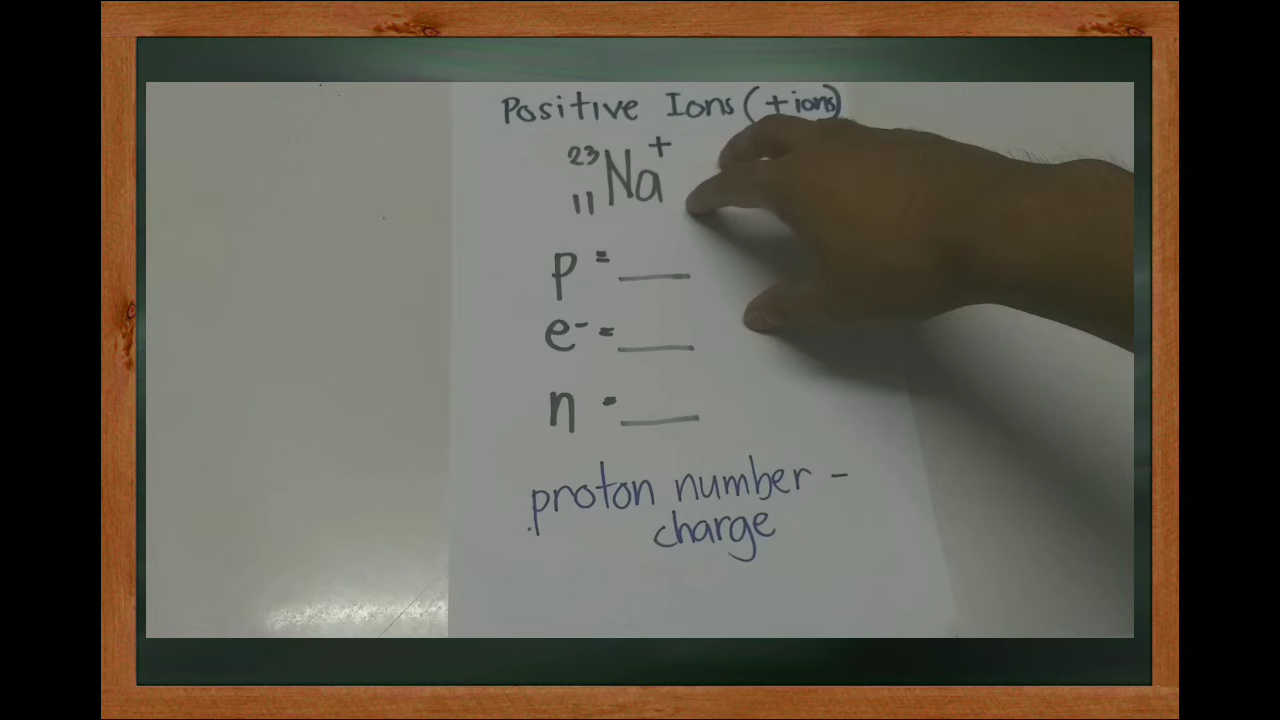 Positive Ions (+ ions)
23
11 Na +
p = ___
e- = ___
n = ___
proton number -
charge